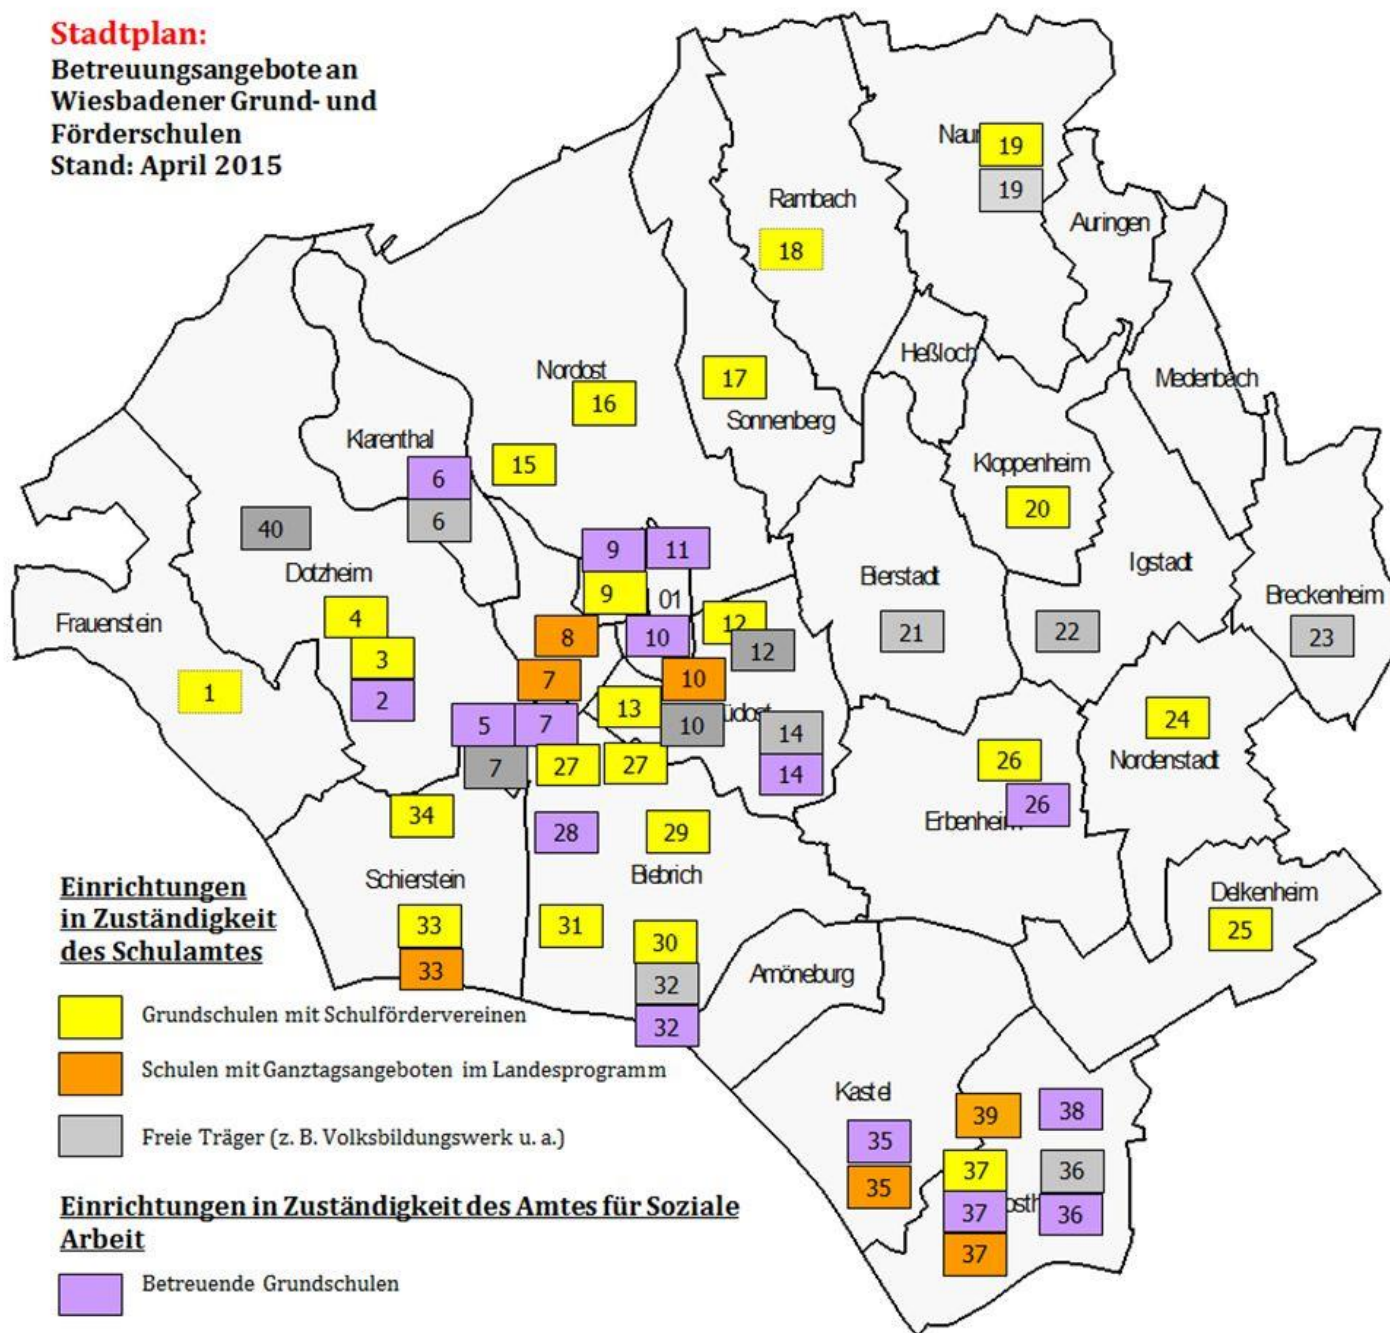 Stadtplan:
Betreuungsangebote an
Wiesbadener Grund- und
Förderschulen
Stand: April 2015
19
19
Auringen
Rambach
18
17
Sonnenberg
Heßloch
Medenbach
Nordost
16
15
Klarenthal
6
6
Kloppenheim
20
40
Dotzheim
9
11
9
01
12
12
8
10
10
10
7
Bierstadt
21
Igstadt
22
Breckenheim
23
Frauenstein
1
4
3
2
5
7
7
13
14
14
27
27
24
Nordenstadt
26
26
Erbenheim
34
28
29
Schierstein
Biebrich
33
33
31
30
32
32
Delkenheim
25
Amöneburg
Kastel
35
35
39
38
37
37
37
36
36
Einrichtungen
in Zuständigkeit
des Schulamtes
Grundschulen mit Schulfördervereinen
Schulen mit Ganztagsangeboten im Landesprogramm
Freie Träger (z. B. Volksbildungswerk u. a.)
Einrichtungen in Zuständigkeit des Amtes für Soziale
Arbeit
Betreuende Grundschulen